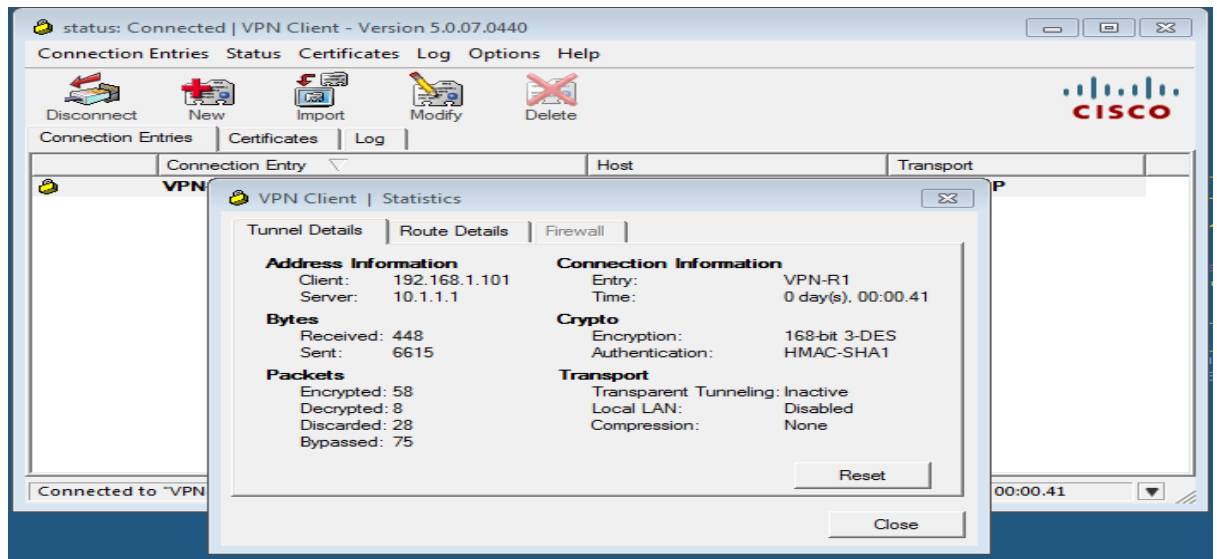 status: Connected | VPN Client - Version 5.0.07.0440
Connection Entries Status Certificates Log Options Help
Disconnect New Import Modify Delete
CISCO
Connection Entries Certificates Log
Connection Entry Host Transport
VPN P
VPN Client | Statistics
Tunnel Details Route Details Firewall
Address Information Connection Information
Client: 192.168.1.101 Entry: VPN-R1
Server: 10.1.1.1 Time: 0 day(s), 00:00.41
Bytes Crypto
Received: 448 Encryption: 168-bit 3-DES
Sent: 6615 Authentication: HMAC-SHA1
Packets Transport
Encrypted: 58 Transparent Tunneling: Inactive
Decrypted: 8 Local LAN: Disabled
Discarded: 28 Compression: None
Bypassed: 75
Reset
Connected to "VPN 00:00.41
Close